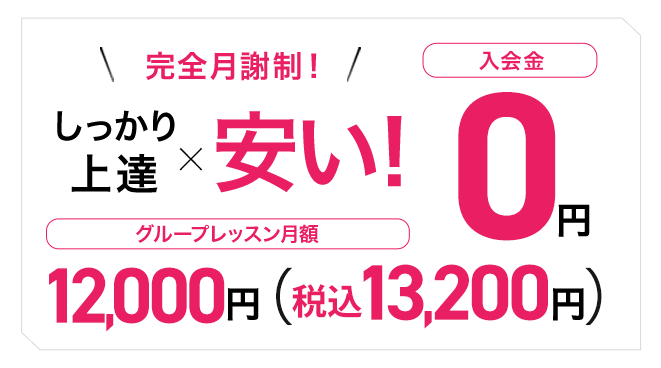 完全月謝制！
しっかり
上達
×
安い!
入会金
0円
グループレッスン月額
12,000円(税込13,200円)